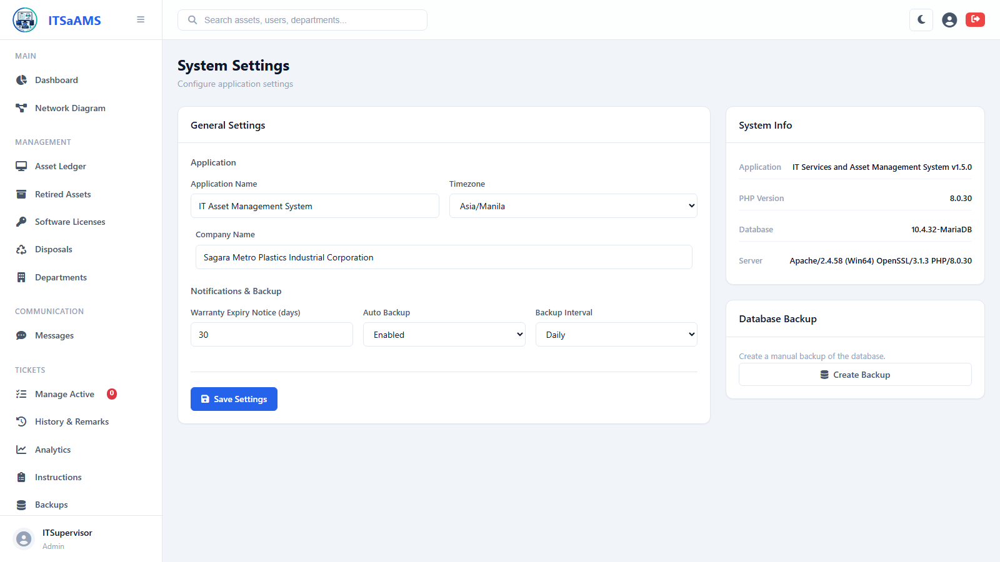 ITSaAMS
Search assets, users, departments...
MAIN
Dashboard
Network Diagram
MANAGEMENT
Asset Ledger
Retired Assets
Software Licenses
Disposals
Departments
COMMUNICATION
Messages
TICKETS
Manage Active 0
History & Remarks
Analytics
Instructions
Backups
ITSupervisor
Admin
System Settings
Configure application settings
General Settings
Application
Application Name
IT Asset Management System
Timezone
Asia/Manila
Company Name
Sagara Metro Plastics Industrial Corporation
Notifications & Backup
Warranty Expiry Notice (days)
30
Auto Backup
Enabled
Backup Interval
Daily
Save Settings
System Info
Application IT Services and Asset Management System v1.5.0
PHP Version 8.0.30
Database 10.4.32-MariaDB
Server Apache/2.4.58 (Win64) OpenSSL/3.1.3 PHP/8.0.30
Database Backup
Create a manual backup of the database.
Create Backup